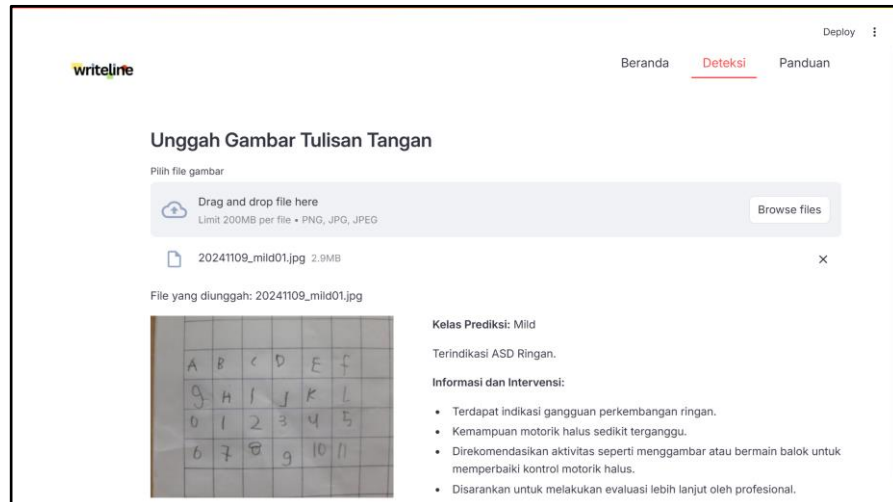 Deploy
writeline
Beranda Deteksi Panduan
Unggah Gambar Tulisan Tangan
Pilih file gambar
Drag and drop file here
Limit 200MB per file • PNG, JPG, JPEG
Browse files
20241109_mild01.jpg 2.9MB
File yang diunggah: 20241109_mild01.jpg
A B C D E f
g H I J K L
0 1 2 3 4 5
6 7 8 9 10 11
Kelas Prediksi: Mild
Terindikasi ASD Ringan.
Informasi dan Intervensi:
• Terdapat indikasi gangguan perkembangan ringan.
• Kemampuan motorik halus sedikit terganggu.
• Direkomendasikan aktivitas seperti menggambar atau bermain balok untuk
memperbaiki kontrol motorik halus.
• Disarankan untuk melakukan evaluasi lebih lanjut oleh profesional.